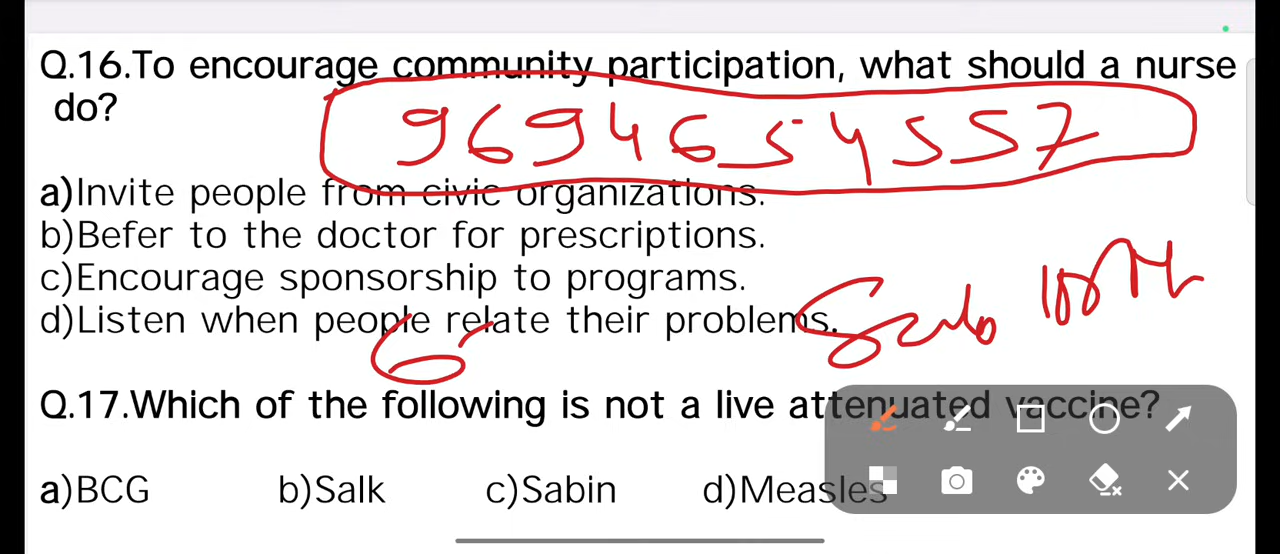 Q.16.To encourage community participation, what should a nurse
do?
9694654557
a)Invite people from civic organizations.
b)Befer to the doctor for prescriptions.
c)Encourage sponsorship to programs.
d)Listen when people relate their problems.
Q.17.Which of the following is not a live attenuated vaccine?
a)BCG b)Salk c)Sabin d)Measles